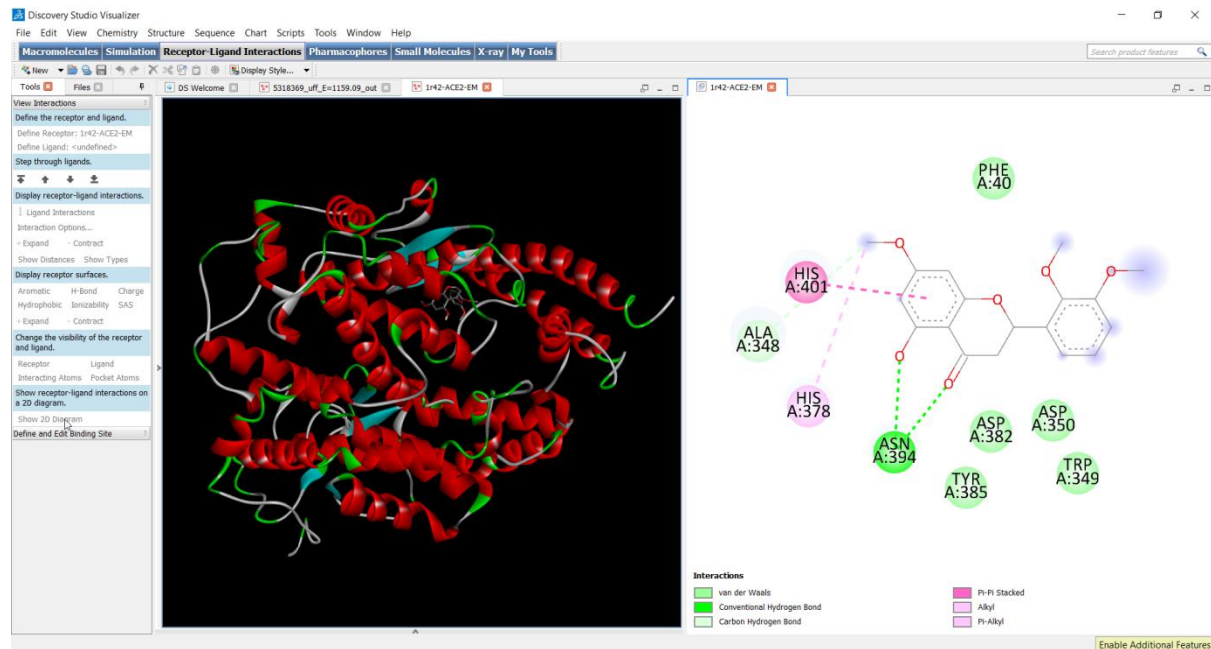 Discovery Studio Visualizer
File Edit View Chemistry Structure Sequence Chart Scripts Tools Window Help
Macromolecules Simulation Receptor-Ligand Interactions Pharmacophores Small Molecules X-ray My Tools
Search product features
New Display Style...
Tools Files DS Welcome 5318369_uff_E=1159.09_out 1r42-ACE2-EM 1r42-ACE2-EM
View Interactions
Define the receptor and ligand.
Define Receptor: 1r42-ACE2-EM
Define Ligand: <undefined>
Step through ligands.
Display receptor-ligand interactions.
Ligand Interactions
Interaction Options...
+ Expand - Contract
Show Distances Show Types
Display receptor surfaces.
Aromatic H-Bond Charge
Hydrophobic Ionizability SAS
+ Expand - Contract
Change the visibility of the receptor
and ligand.
Receptor Ligand
Interacting Atoms Pocket Atoms
Show receptor-ligand interactions on
a 2D diagram.
Show 2D Diagram
Define and Edit Binding Site
PHE
A:40
HIS
A:401
ALA
A:348
HIS
A:378
ASN
A:394
TYR
A:385
ASP
A:382
ASP
A:350
TRP
A:349
O
O
O
O
O
O
Interactions
van der Waals
Conventional Hydrogen Bond
Carbon Hydrogen Bond
Pi-Pi Stacked
Alkyl
Pi-Alkyl
Enable Additional Features